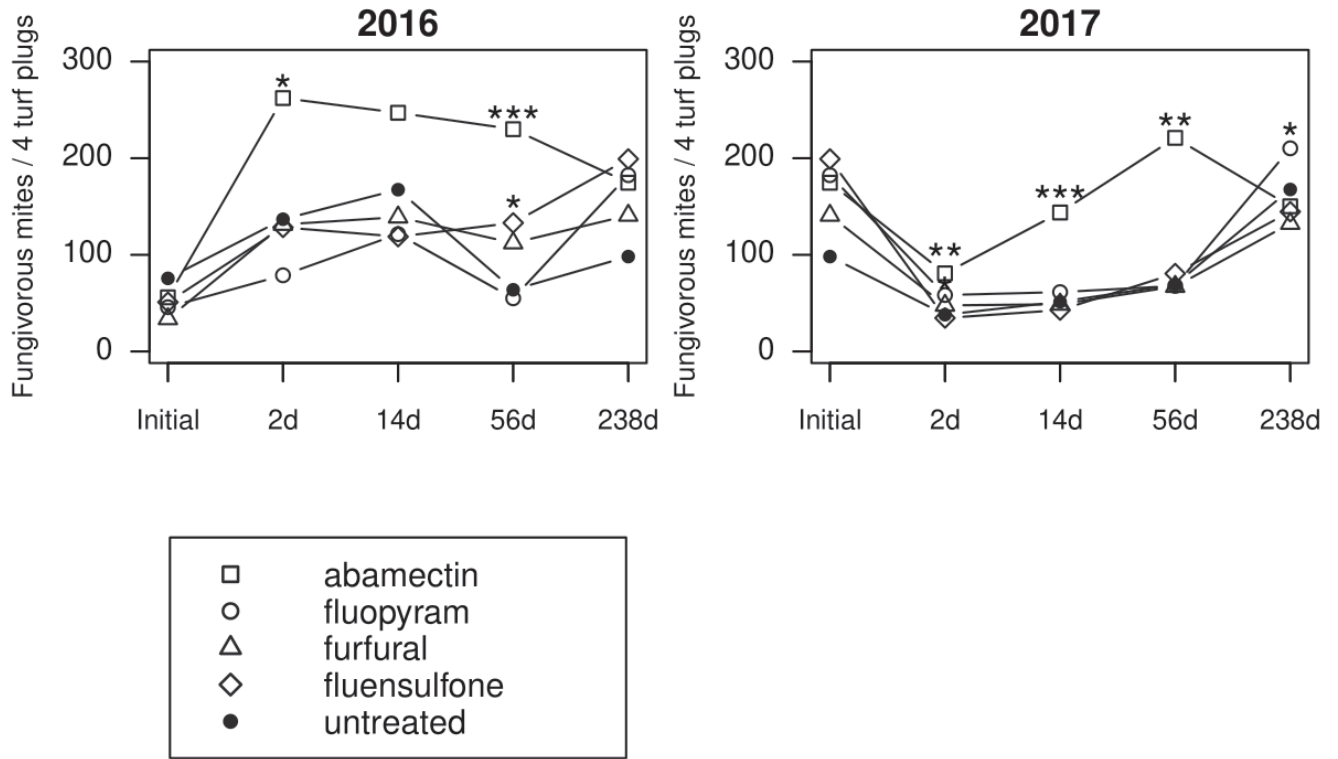 2016
Fungivorous mites / 4 turf plugs
300
200
100
0
*
***
*
Initial 2d 14d 56d 238d
2017
Fungivorous mites / 4 turf plugs
300
200
100
0
**
*
***
**
*
Initial 2d 14d 56d 238d
abamectin
fluopyram
furfural
fluensulfone
untreated